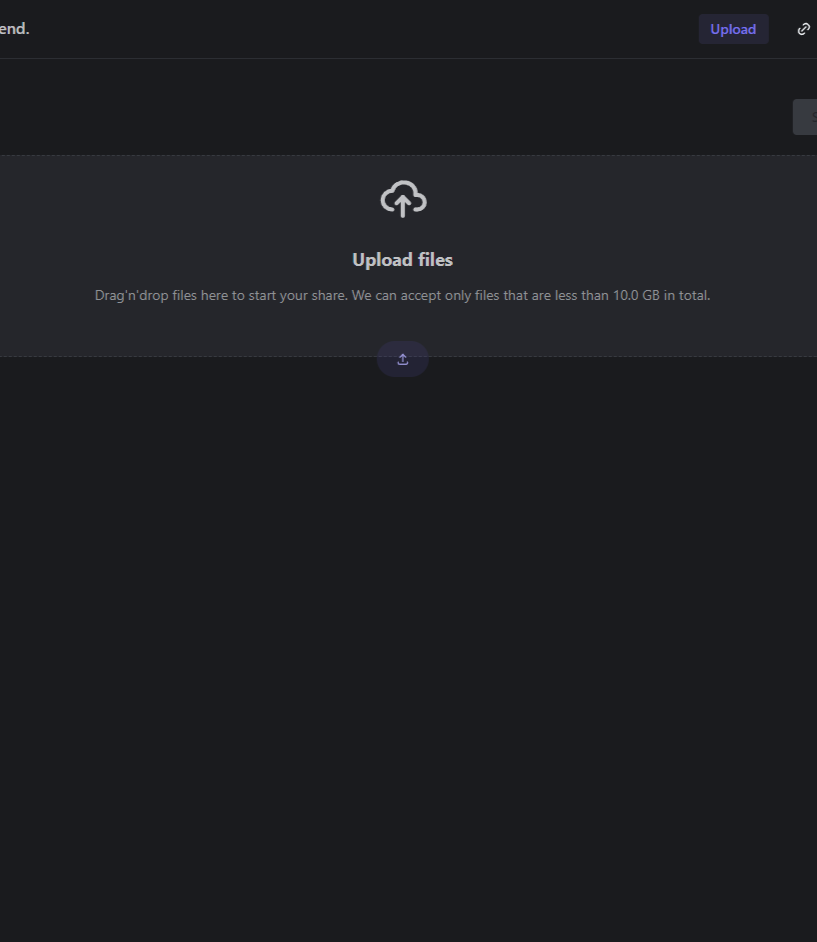 end.
Upload
Upload files
Drag'n'drop files here to start your share. We can accept only files that are less than 10.0 GB in total.